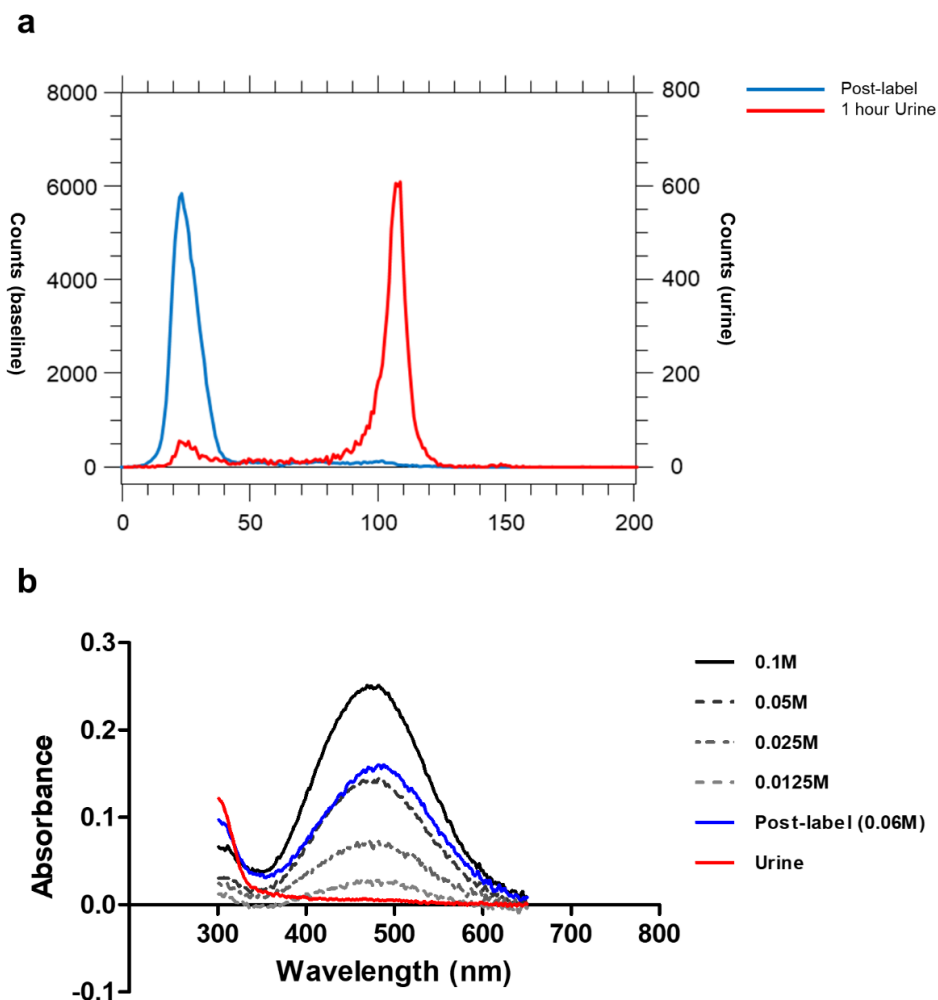 a
8000
6000
4000
2000
0
Counts (baseline)
800
600
400
200
0
Counts (urine)
0 50 100 150 200
Post-label
1 hour Urine
b
0.3
0.2
0.1
0.0
-0.1
Absorbance
300 400 500 600 700 800
Wavelength (nm)
0.1M
0.05M
0.025M
0.0125M
Post-label (0.06M)
Urine